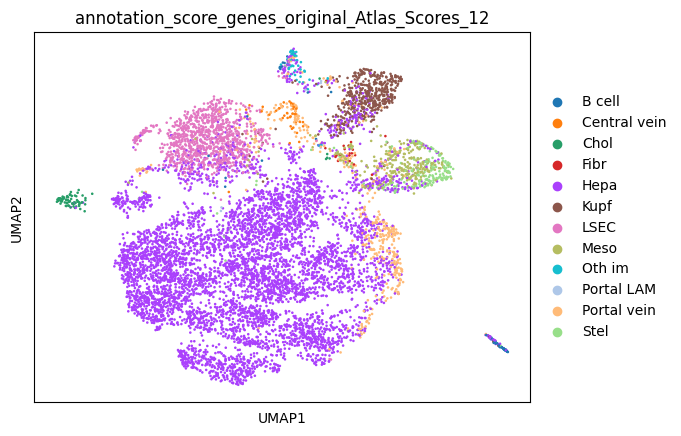 annotation_score_genes_original_Atlas_Scores_12
UMAP2
UMAP1
B cell
Central vein
Chol
Fibr
Hepa
Kupf
LSEC
Meso
Oth im
Portal LAM
Portal vein
Stel